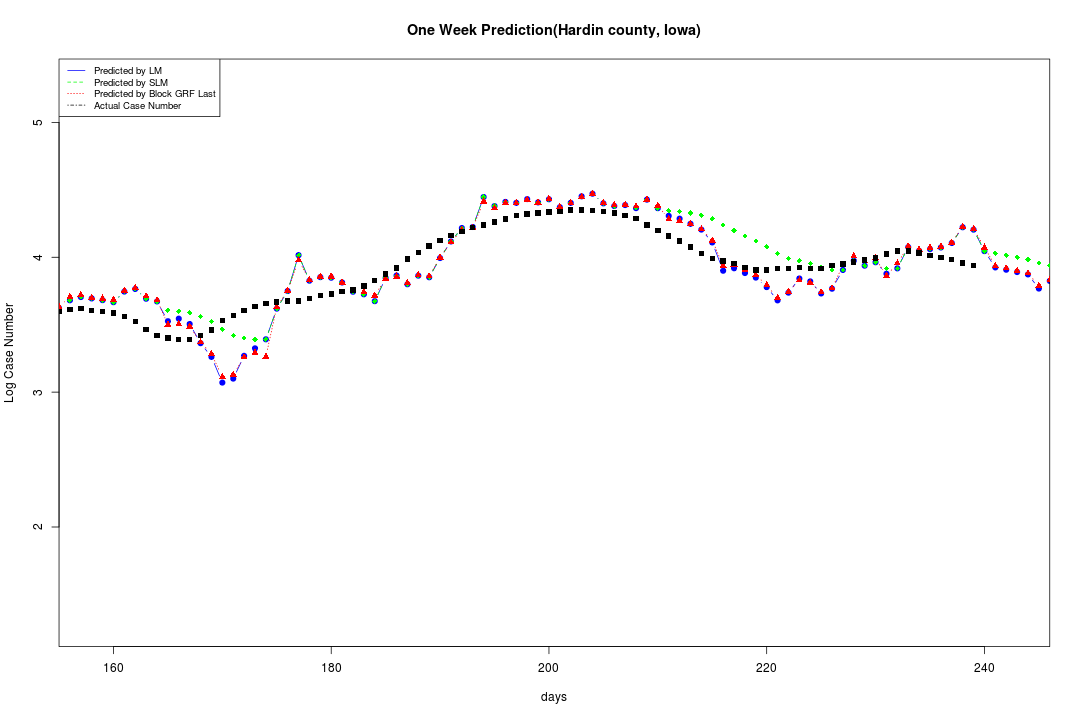 One Week Prediction(Hardin county, Iowa)
Predicted by LM
Predicted by SLM
Predicted by Block GRF Last
Actual Case Number
5
4
3
2
Log Case Number
160 180 200 220 240
days